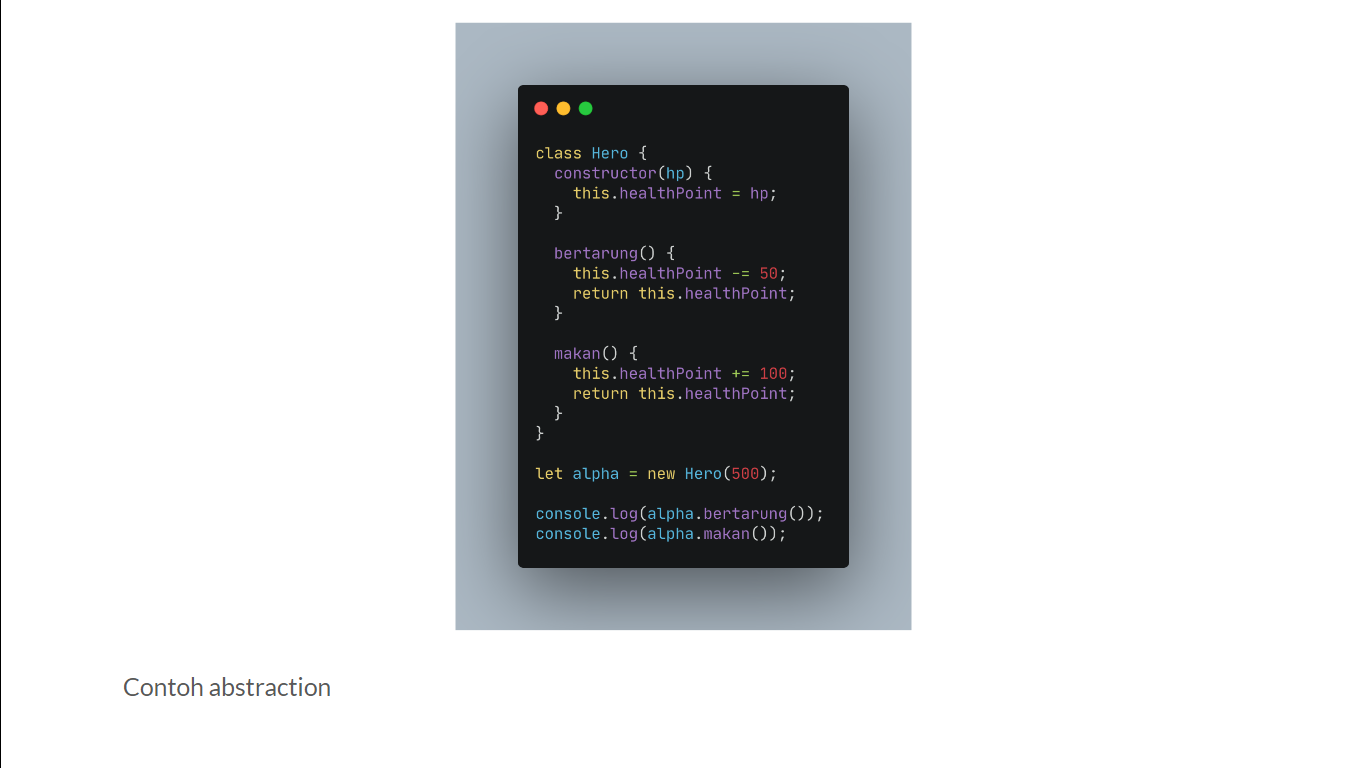 class Hero {
  constructor(hp) {
    this.healthPoint = hp;
  }
  bertarung() {
    this.healthPoint -= 50;
    return this.healthPoint;
  }
  makan() {
    this.healthPoint += 100;
    return this.healthPoint;
  }
}
let alpha = new Hero(500);
console.log(alpha.bertarung());
console.log(alpha.makan());
Contoh abstraction